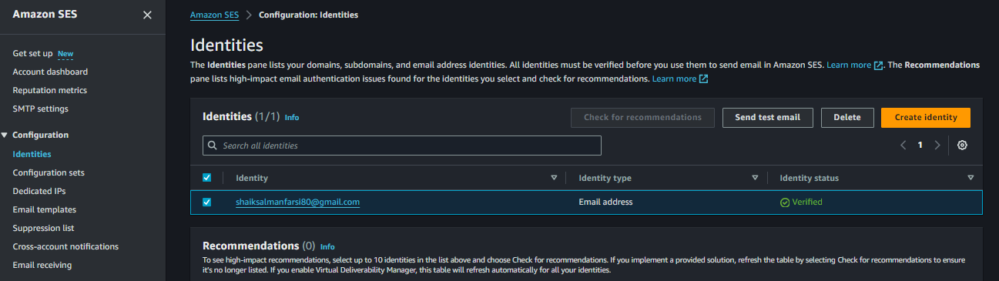 Amazon SES
Get set up New
Account dashboard
Reputation metrics
SMTP settings
Configuration
Identities
Configuration sets
Dedicated IPs
Email templates
Suppression list
Cross-account notifications
Email receiving
Amazon SES > Configuration: Identities
Identities
The Identities pane lists your domains, subdomains, and email address identities. All identities must be verified before you use them to send email in Amazon SES. Learn more. The Recommendations
pane lists high-impact email authentication issues found for the identities you select and check for recommendations. Learn more
Identities (1/1) Info
Check for recommendations Send test email Delete Create identity
Search all identities
1
Identity Identity type Identity status
shaiksalmanfarsi80@gmail.com Email address Verified
Recommendations (0) Info
To see high-impact recommendations, select up to 10 identities in the list above and choose Check for recommendations. If you implement a provided solution, refresh the table by selecting Check for recommendations to ensure
it's no longer listed. If you enable Virtual Deliverability Manager, this table will refresh automatically for all your identities.